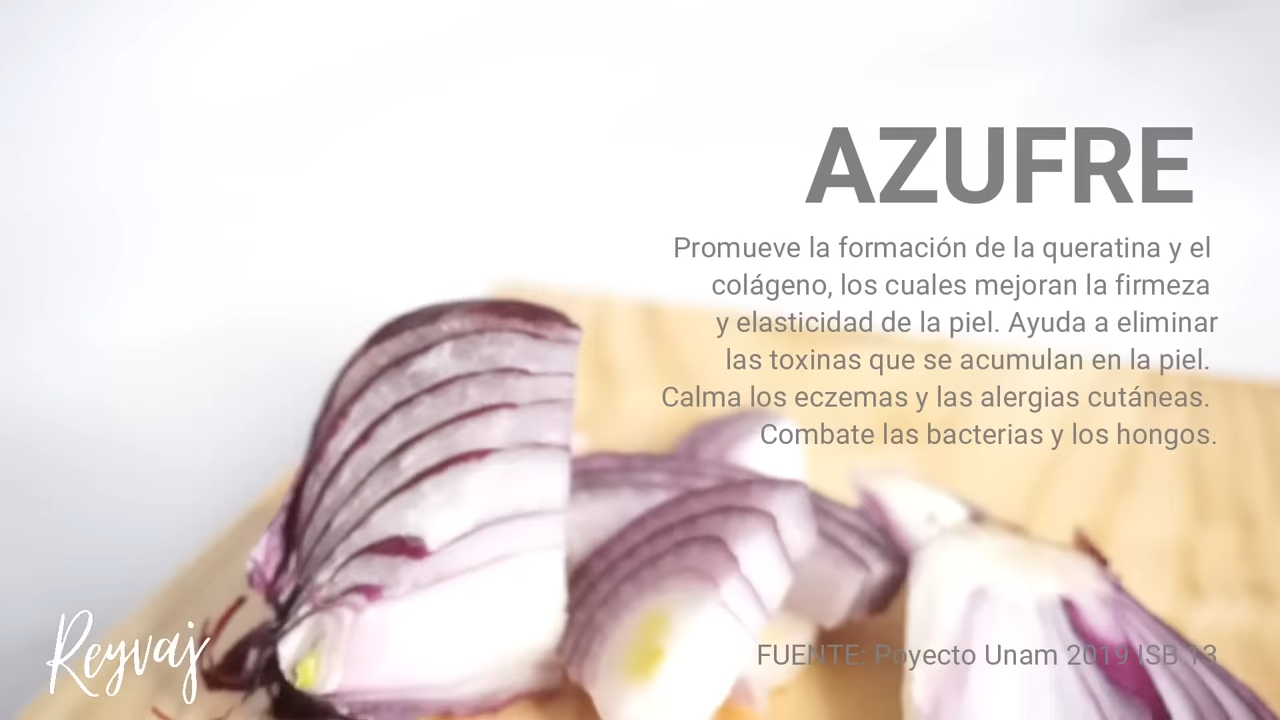 AZUFRE
Promueve la formación de la queratina y el
colágeno, los cuales mejoran la firmeza
y elasticidad de la piel. Ayuda a eliminar
las toxinas que se acumulan en la piel.
Calma los eczemas y las alergias cutáneas.
Combate las bacterias y los hongos.
FUENTE: Poyecto Unam 2019 ISB 13
Reyvaj